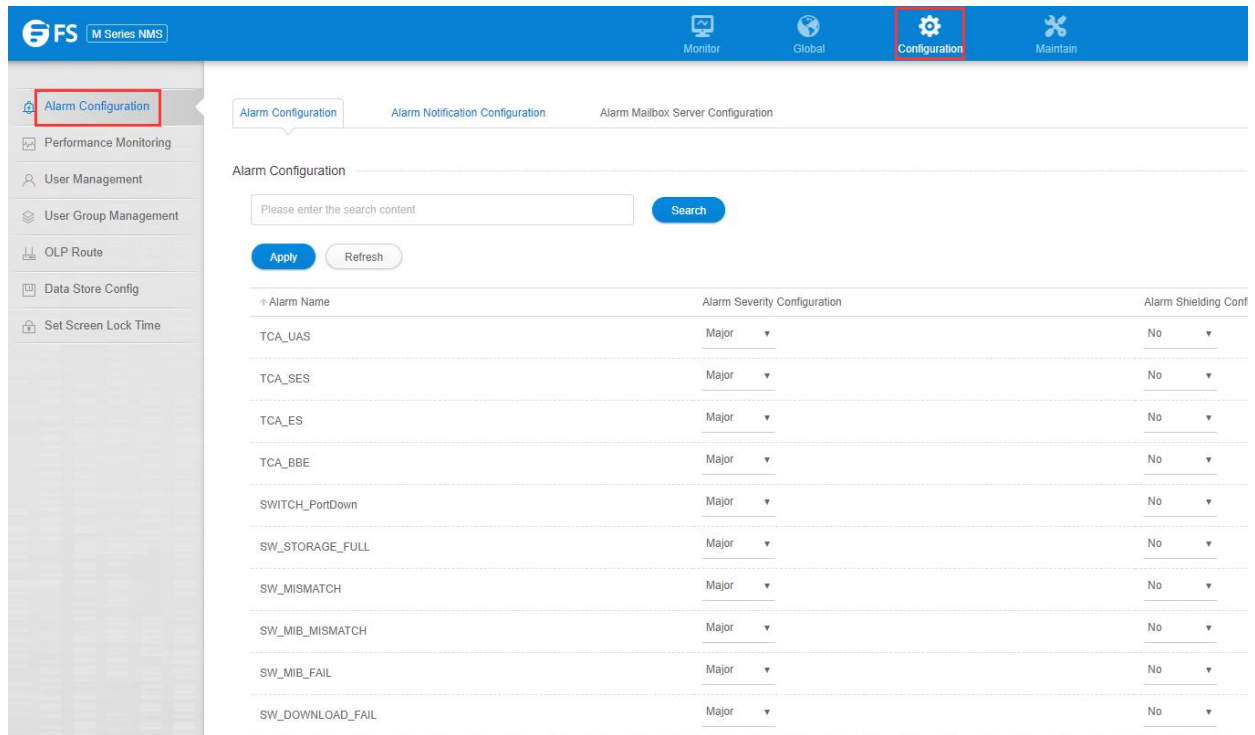 FS M Series NMS
Monitor
Global
Configuration
Maintain
Alarm Configuration
Performance Monitoring
User Management
User Group Management
OLP Route
Data Store Config
Set Screen Lock Time
Alarm Configuration Alarm Notification Configuration Alarm Mailbox Server Configuration
Alarm Configuration
Please enter the search content Search
Apply Refresh
Alarm Name Alarm Severity Configuration Alarm Shielding Conf
TCA_UAS Major No
TCA_SES Major No
TCA_ES Major No
TCA_BBE Major No
SWITCH_PortDown Major No
SW_STORAGE_FULL Major No
SW_MISMATCH Major No
SW_MIB_MISMATCH Major No
SW_MIB_FAIL Major No
SW_DOWNLOAD_FAIL Major No